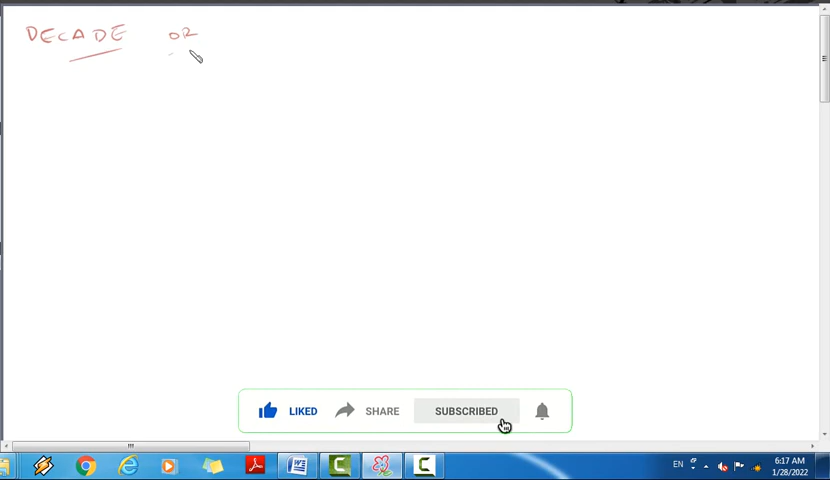 DECADE OR
LIKED SHARE SUBSCRIBED
EN 6:17 AM
1/28/2022